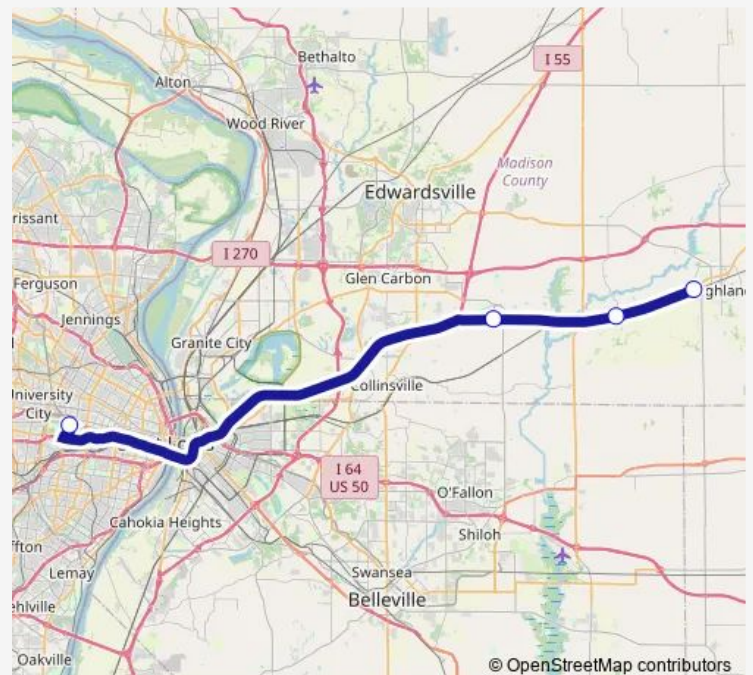 Bethalto
I 55
Alton
Wood River
Madison
County
Edwardsville
rissant
I 270
Ferguson
Glen Carbon
ghland
Jennings
Granite City
University
City
Collinsville
I 64
US 50
O'Fallon
Cahokia Heights
Shiloh
ffton
Lemay
Swansea
ehlville
Belleville
Oakville
© OpenStreetMap contributors